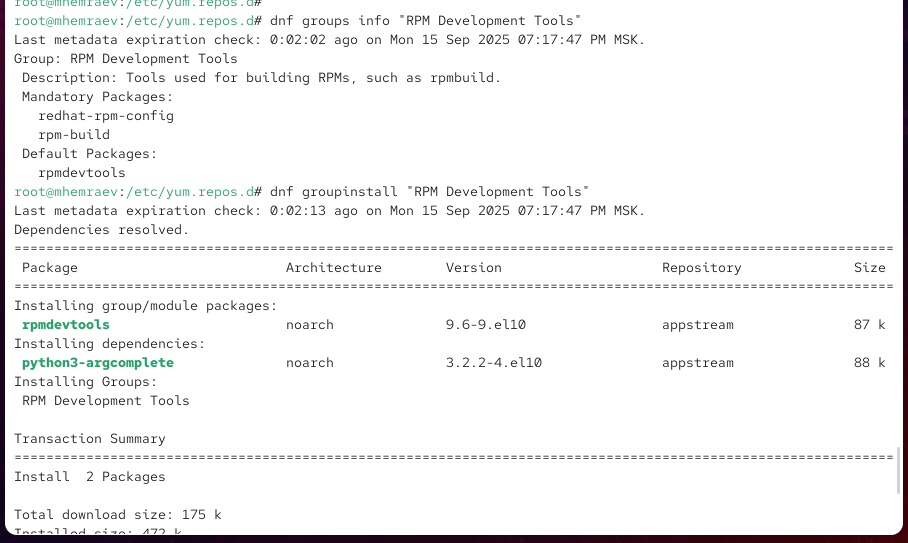 root@mhemraev:/etc/yum.repos.d#
root@mhemraev:/etc/yum.repos.d# dnf groups info "RPM Development Tools"
Last metadata expiration check: 0:02:02 ago on Mon 15 Sep 2025 07:17:47 PM MSK.
Group: RPM Development Tools
 Description: Tools used for building RPMs, such as rpmbuild.
 Mandatory Packages:
   redhat-rpm-config
   rpm-build
 Default Packages:
   rpmdevtools
root@mhemraev:/etc/yum.repos.d# dnf groupinstall "RPM Development Tools"
Last metadata expiration check: 0:02:13 ago on Mon 15 Sep 2025 07:17:47 PM MSK.
Dependencies resolved.
==============================================================================================================
 Package                          Architecture        Version                    Repository              Size
==============================================================================================================
Installing group/module packages:
 rpmdevtools                      noarch              9.6-9.el10                 appstream               87 k
Installing dependencies:
 python3-argcomplete              noarch              3.2.2-4.el10               appstream               88 k
Installing Groups:
 RPM Development Tools

Transaction Summary
==============================================================================================================
Install  2 Packages

Total download size: 175 k
Installed size: 472 k